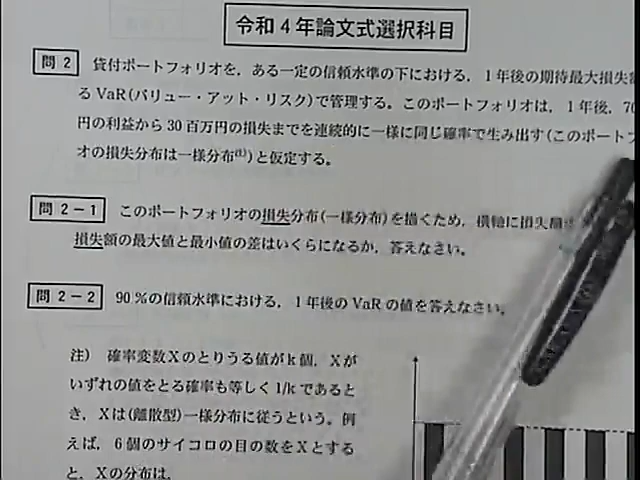 令和4年論文式選択科目
問2 貸付ポートフォリオを，ある一定の信頼水準の下における，1年後の期待最大損失
るVaR(バリュー・アット・リスク)で管理する。このポートフォリオは，1年後，70
円の利益から30百万円の損失までを連続的に一様に同じ確率で生み出す(このポート
オの損失分布は一様分布(1))と仮定する。
問2-1 このポートフォリオの損失分布(一様分布)を描くため，横軸に損失額
損失額の最大値と最小値の差はいくらになるか，答えなさい。
問2-2 90%の信頼水準における，1年後のVaRの値を答えなさい。
注) 確率変数Xのとりうる値がk個，Xが
いずれの値をとる確率も等しく1/kであると
き，Xは(離散型)一様分布に従うという。例
えば，6個のサイコロの目の数をXとする
と，Xの分布は，